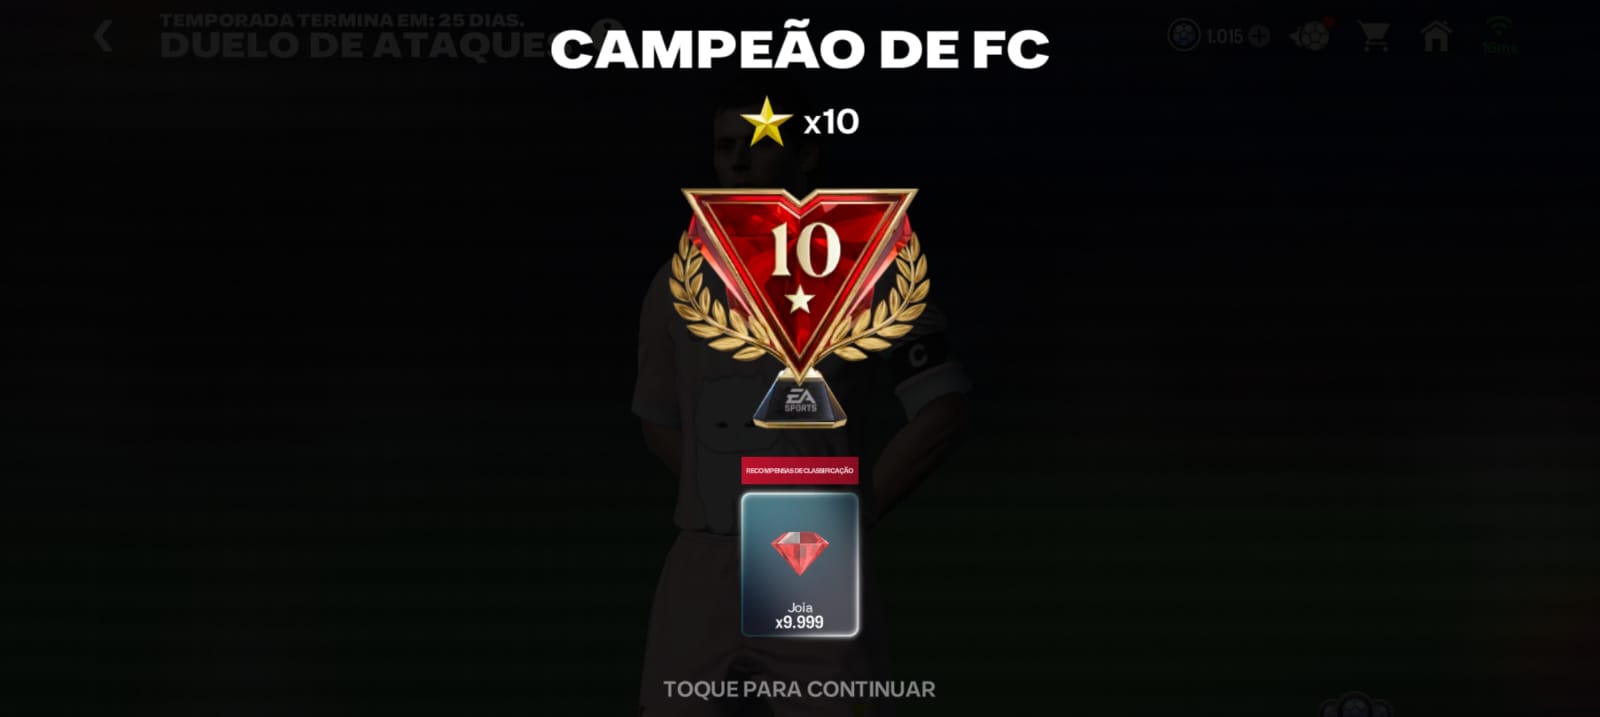 TEMPORADA TERMINA EM: 25 DIAS.
DUELO DE ATAQUES
1.015
16ms
CAMPEÃO DE FC
x10
10
C
EA
SPORTS
RECOMPENSAS DE CLASSIFICAÇÃO
Joia
x9.999
TOQUE PARA CONTINUAR